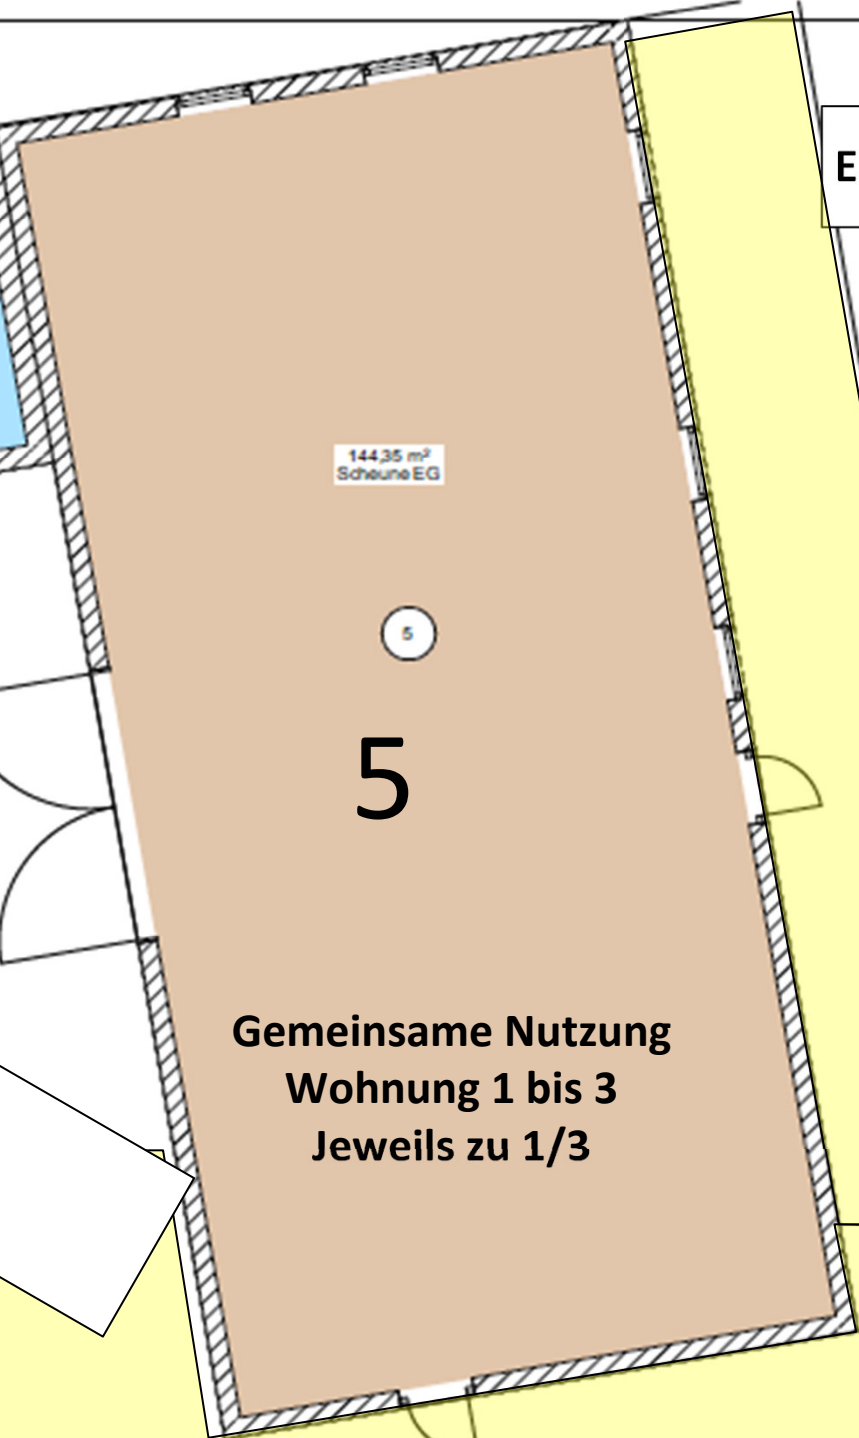 E
144,35 m²
Scheune EG
5
5
Gemeinsame Nutzung
Wohnung 1 bis 3
Jeweils zu 1/3